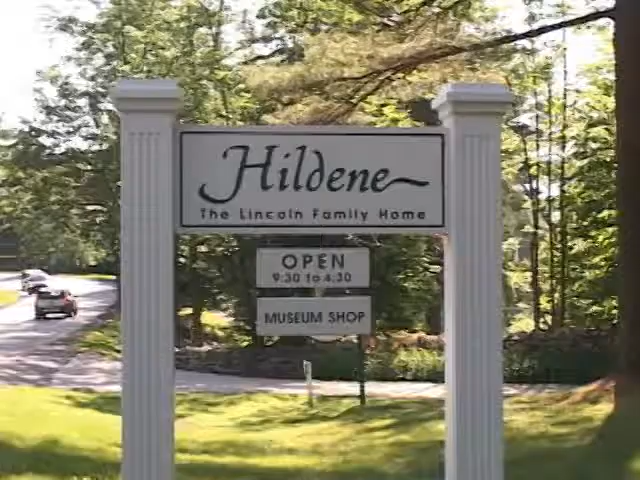 Hildene
The Lincoln Family Home
OPEN
9:30 to 4:30
MUSEUM SHOP